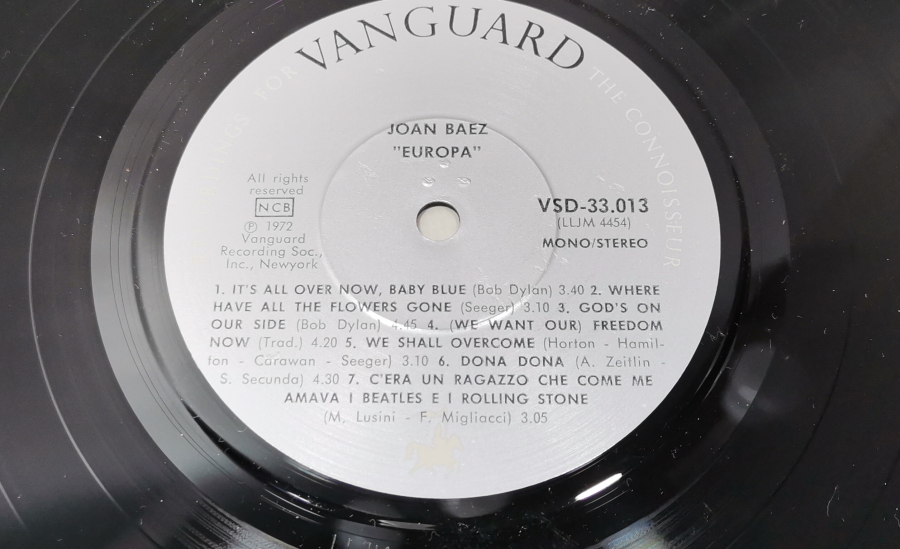 VANGUARD
FOR THE CONNOISSEUR
JOAN BAEZ
"EUROPA"
All rights
reserved
NCB
Ⓟ 1972
Vanguard
Recording Soc.,
Inc., Newyork
VSD-33.013
(LLJM 4454)
MONO/STEREO
1. IT'S ALL OVER NOW, BABY BLUE (Bob Dylan) 3.40 2. WHERE
HAVE ALL THE FLOWERS GONE (Seeger) 3.10 3. GOD'S ON
OUR SIDE (Bob Dylan) 4.45 4. (WE WANT OUR) FREEDOM
NOW (Trad.) 4.20 5. WE SHALL OVERCOME (Horton - Hamil-
ton - Carawan - Seeger) 3.10 6. DONA DONA (A. Zeitlin -
S. Secunda) 4.30 7. C'ERA UN RAGAZZO CHE COME ME
AMAVA I BEATLES E I ROLLING STONE
(M. Lusini - F. Migliacci) 3.05